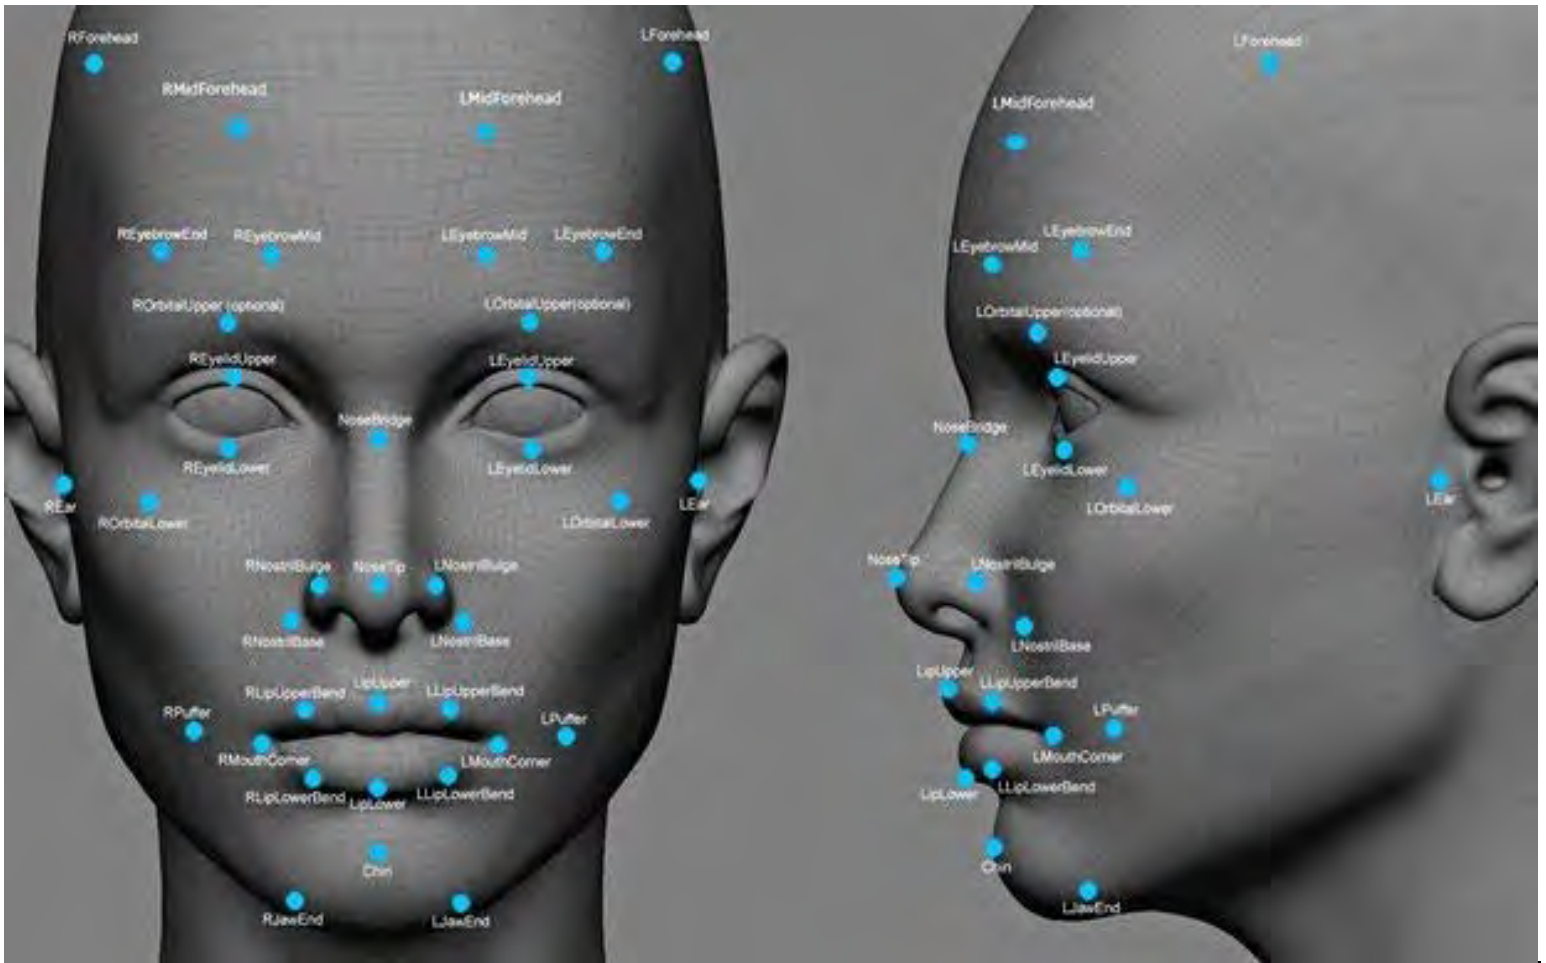 RForehead
LForehead
RMidForehead
LMidForehead
REyebrowEnd
REyebrowMid
LEyebrowMid
LEyebrowEnd
ROrbitalUpper (optional)
LOrbitalUpper(optional)
REyelidUpper
LEyelidUpper
NoseBridge
REyelidLower
LEyelidLower
REar
LEar
ROrbitalLower
LOrbitalLower
RNostrilBulge
NoseTip
LNostrilBulge
RNostrilBase
LNostrilBase
LipUpper
RLipUpperBend
LLipUpperBend
RPuffer
LPuffer
RMouthCorner
LMouthCorner
RLipLowerBend
LipLower
LLipLowerBend
Chin
RJawEnd
LJawEnd
LForehead
LMidForehead
LEyebrowMid
LEyebrowEnd
LOrbitalUpper(optional)
LEyelidUpper
NoseBridge
LEyelidLower
LOrbitalLower
LEar
NoseTip
LNostrilBulge
LNostrilBase
LipUpper
LLipUpperBend
LPuffer
LMouthCorner
LipLower
LLipLowerBend
Chin
LJawEnd